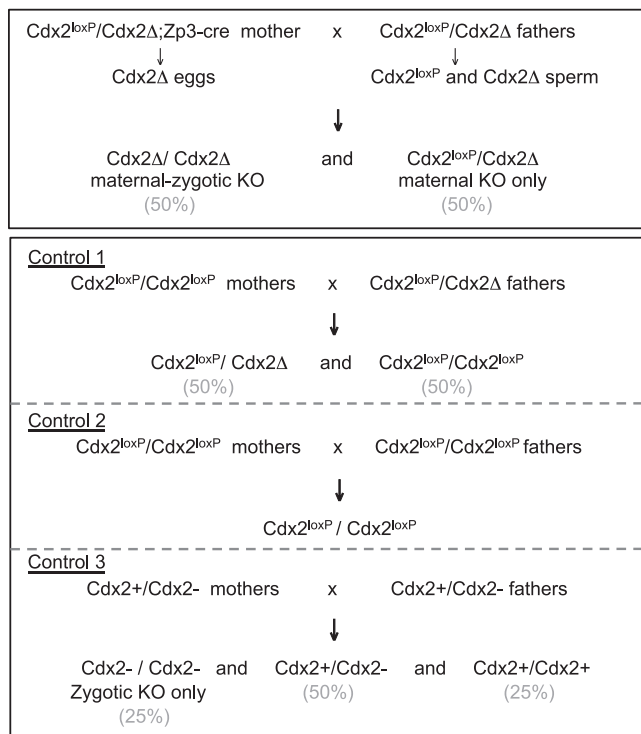 Cdx2loxP/Cdx2Δ;Zp3-cre mother x Cdx2loxP/Cdx2Δ fathers
Cdx2Δ eggs Cdx2loxP and Cdx2Δ sperm
Cdx2Δ/ Cdx2Δ and Cdx2loxP/Cdx2Δ
maternal-zygotic KO maternal KO only
(50%) (50%)
Control 1
Cdx2loxP/Cdx2loxP mothers x Cdx2loxP/Cdx2Δ fathers
Cdx2loxP/ Cdx2Δ and Cdx2loxP/Cdx2loxP
(50%) (50%)
Control 2
Cdx2loxP/Cdx2loxP mothers x Cdx2loxP/Cdx2loxP fathers
Cdx2loxP / Cdx2loxP
Control 3
Cdx2+/Cdx2- mothers x Cdx2+/Cdx2- fathers
Cdx2- / Cdx2- and Cdx2+/Cdx2- and Cdx2+/Cdx2+
Zygotic KO only (50%) (25%)
(25%)